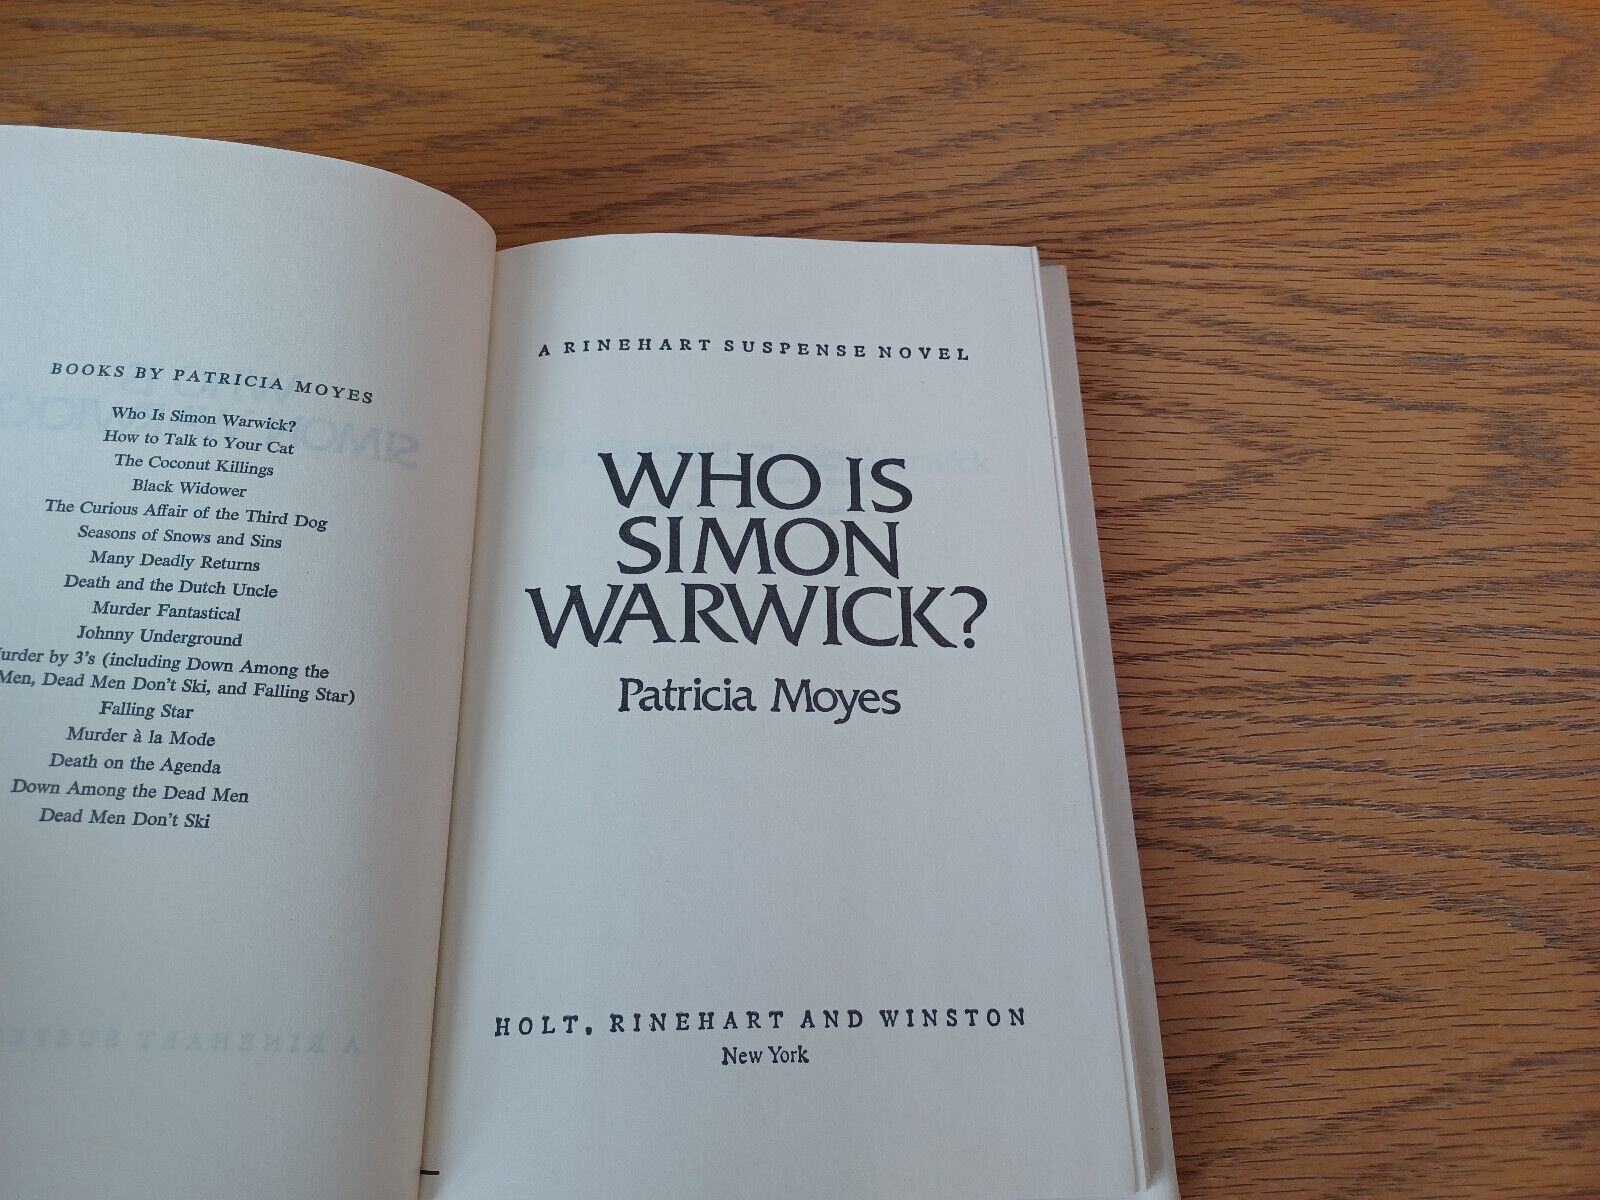 BOOKS BY PATRICIA MOYES
Who Is Simon Warwick?
How to Talk to Your Cat
The Coconut Killings
Black Widower
The Curious Affair of the Third Dog
Seasons of Snows and Sins
Many Deadly Returns
Death and the Dutch Uncle
Murder Fantastical
Johnny Underground
urder by 3's (including Down Among the
Men, Dead Men Don't Ski, and Falling Star)
Falling Star
Murder à la Mode
Death on the Agenda
Down Among the Dead Men
Dead Men Don't Ski
A RINEHART SUSPENSE NOVEL
WHO IS
SIMON
WARWICK?
Patricia Moyes
HOLT, RINEHART AND WINSTON
New York